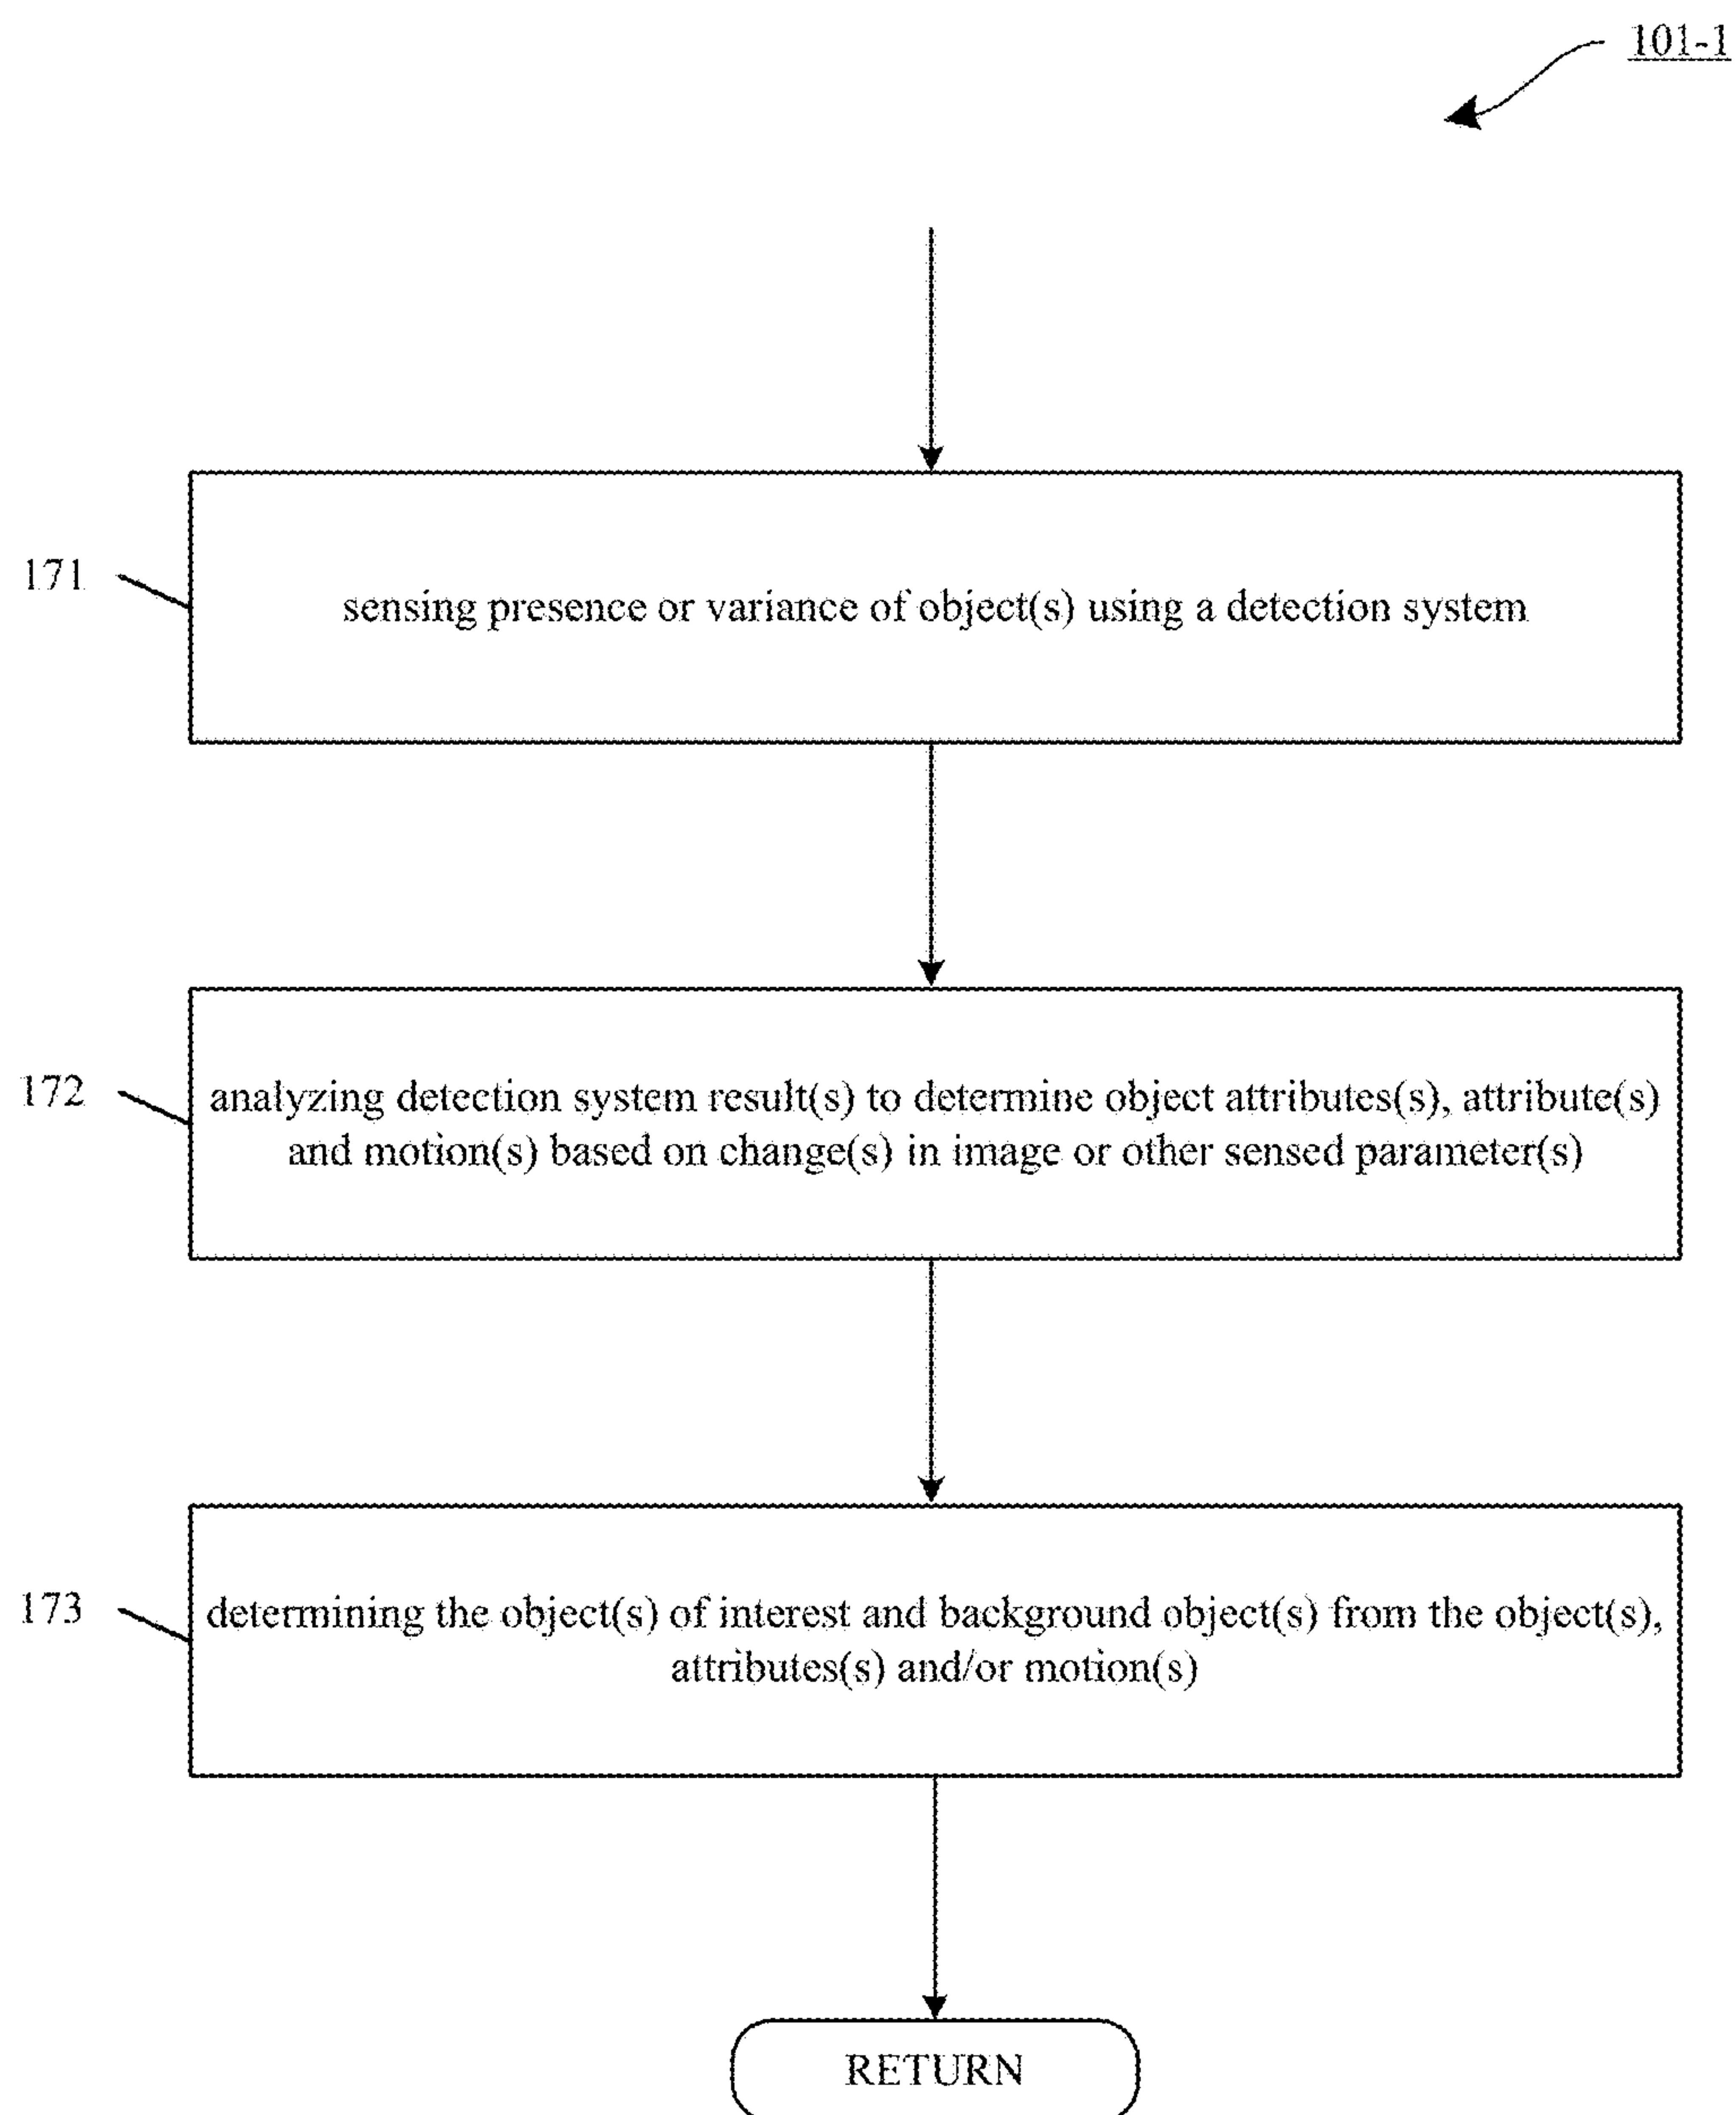 101-1
171
sensing presence or variance of object(s) using a detection system
172
analyzing detection system result(s) to determine object attributes(s), attribute(s)
and motion(s) based on change(s) in image or other sensed parameter(s)
173
determining the object(s) of interest and background object(s) from the object(s),
attributes(s) and/or motion(s)
RETURN